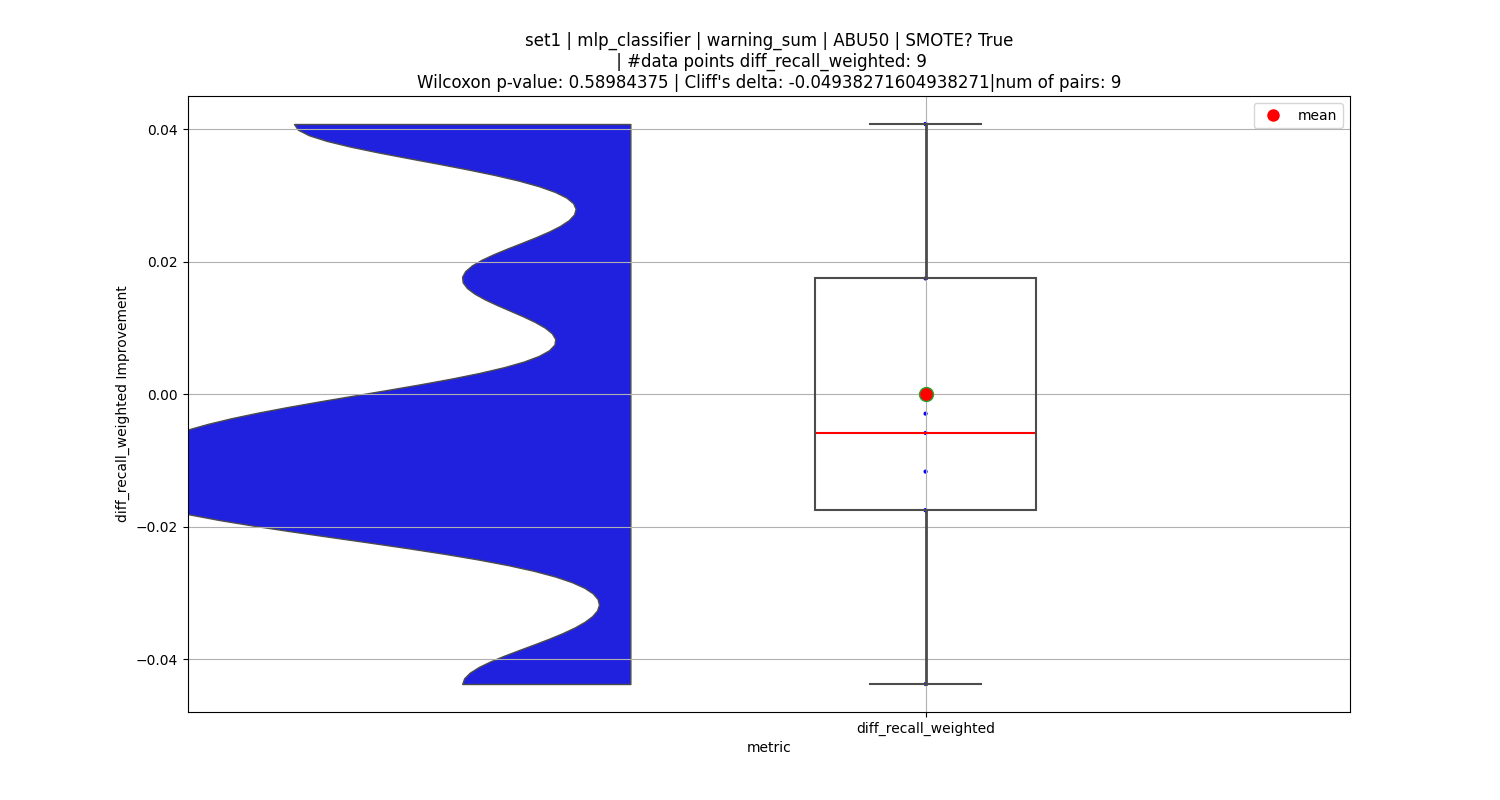 set1 | mlp_classifier | warning_sum | ABU50 | SMOTE? True
| #data points diff_recall_weighted: 9
Wilcoxon p-value: 0.58984375 | Cliff's delta: -0.04938271604938271|num of pairs: 9
mean
0.04
0.02
0.00
−0.02
−0.04
diff_recall_weighted Improvement
diff_recall_weighted
metric